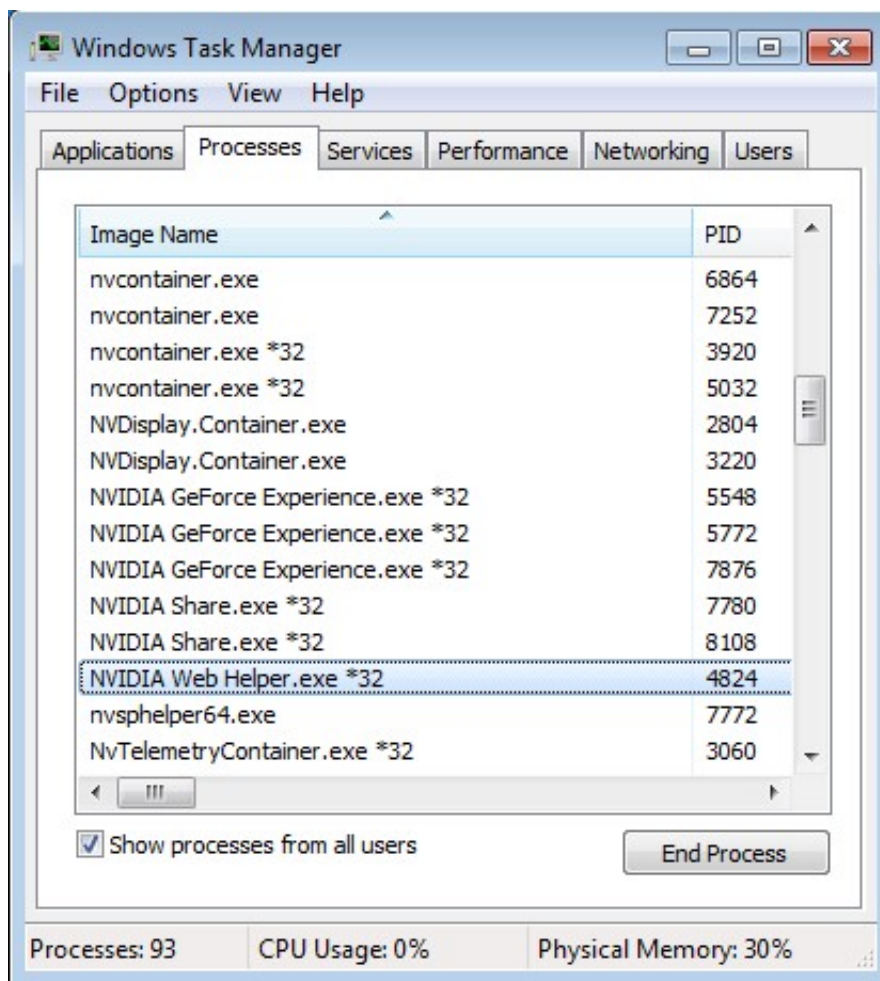 Windows Task Manager
File Options View Help
Applications Processes Services Performance Networking Users
Image Name PID
nvcontainer.exe 6864
nvcontainer.exe 7252
nvcontainer.exe *32 3920
nvcontainer.exe *32 5032
NVDisplay.Container.exe 2804
NVDisplay.Container.exe 3220
NVIDIA GeForce Experience.exe *32 5548
NVIDIA GeForce Experience.exe *32 5772
NVIDIA GeForce Experience.exe *32 7876
NVIDIA Share.exe *32 7780
NVIDIA Share.exe *32 8108
NVIDIA Web Helper.exe *32 4824
nvsphelper64.exe 7772
NvTelemetryContainer.exe *32 3060
Show processes from all users End Process
Processes: 93 CPU Usage: 0% Physical Memory: 30%